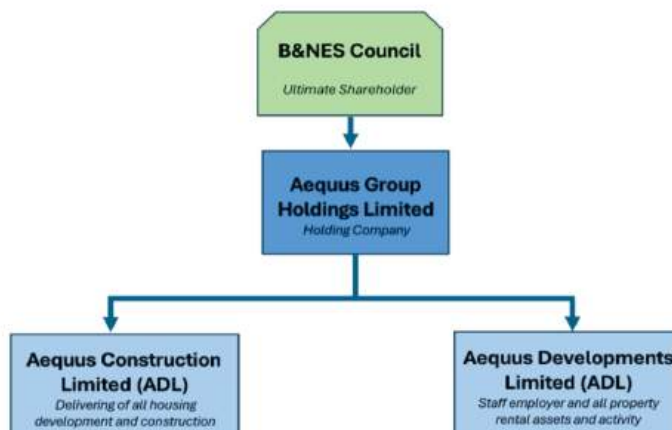 B&NES Council
Ultimate Shareholder
Aequus Group
Holdings Limited
Holding Company
Aequus Construction
Limited (ADL)
Delivering of all housing
development and construction
Aequus Developments
Limited (ADL)
Staff employer and all property
rental assets and activity